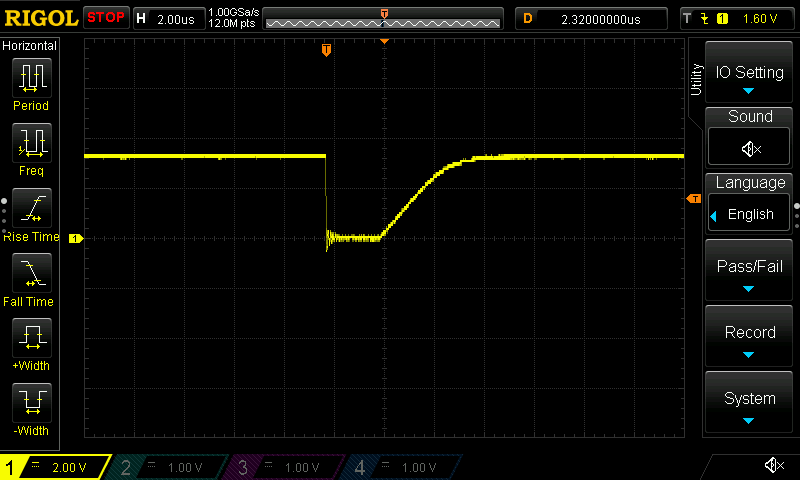 RIGOL STOP H 2.00us 1.00GSa/s 12.0M pts T D 2.32000000us T 1 1.60 V
Horizontal
Period
Freq
Rise Time
Fall Time
+Width
-Width
T
1
T
Utility
IO Setting
Sound
Language
English
Pass/Fail
Record
System
1 2.00 V 2 1.00 V 3 1.00 V 4 1.00 V